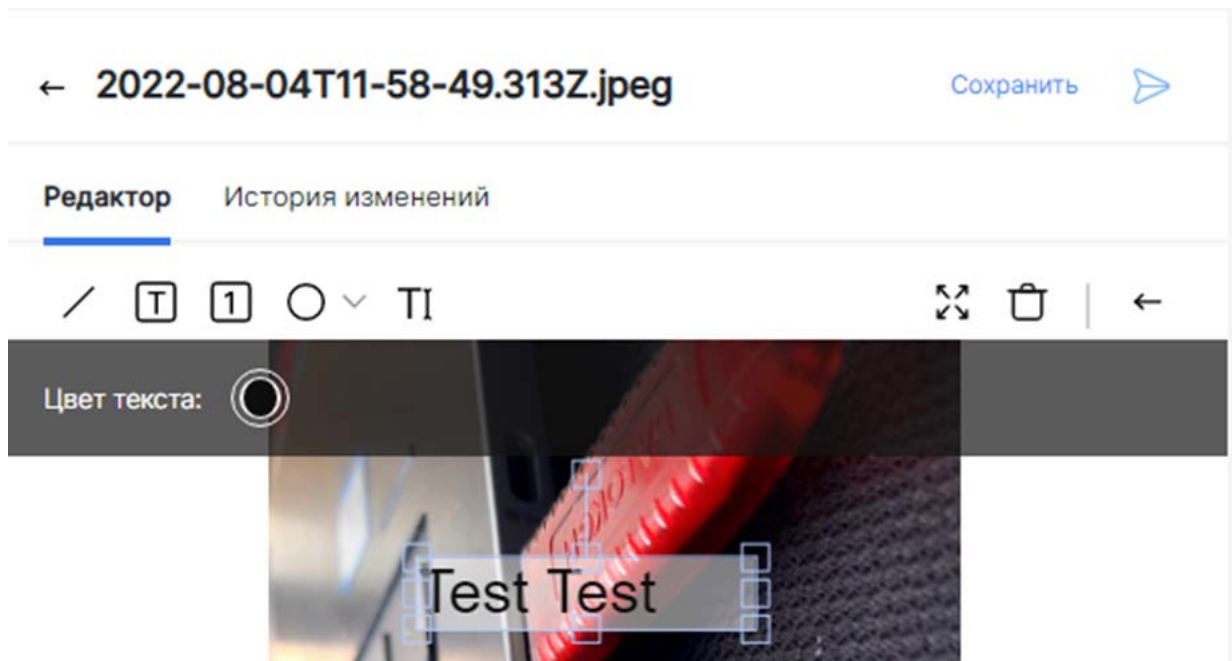 2022-08-04T11-58-49.313Z.jpeg
Сохранить
Редактор История изменений
T 1 TI
Цвет текста:
Test Test